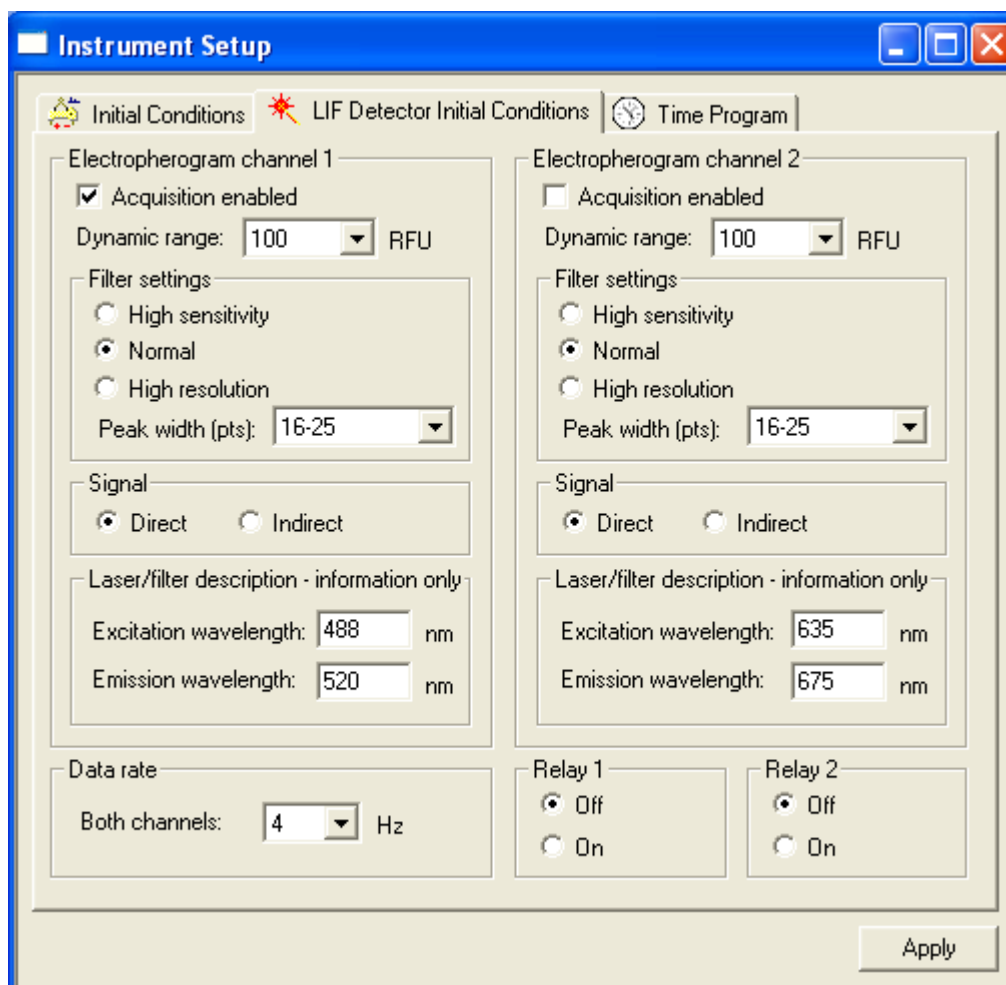 Instrument Setup
Initial Conditions
LIF Detector Initial Conditions
Time Program
Electropherogram channel 1
Acquisition enabled
Dynamic range: 100 RFU
Filter settings
High sensitivity
Normal
High resolution
Peak width (pts): 16-25
Signal
Direct Indirect
Laser/filter description - information only
Excitation wavelength: 488 nm
Emission wavelength: 520 nm
Electropherogram channel 2
Acquisition enabled
Dynamic range: 100 RFU
Filter settings
High sensitivity
Normal
High resolution
Peak width (pts): 16-25
Signal
Direct Indirect
Laser/filter description - information only
Excitation wavelength: 635 nm
Emission wavelength: 675 nm
Data rate
Both channels: 4 Hz
Relay 1
Off
On
Relay 2
Off
On
Apply